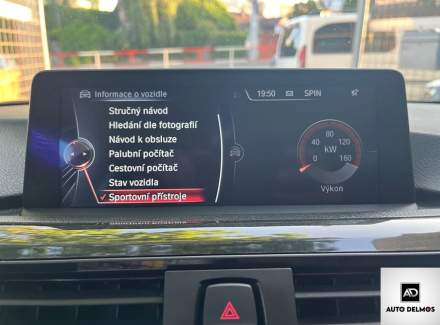 Informace o vozidle
19:50
SPIN
Stručný návod
Hledání dle fotografií
Návod k obsluze
Palubní počítač
Cestovní počítač
Stav vozidla
Sportovní přístroje
80
40 120
kW
0 160
Výkon
AD
AUTO DELMOS